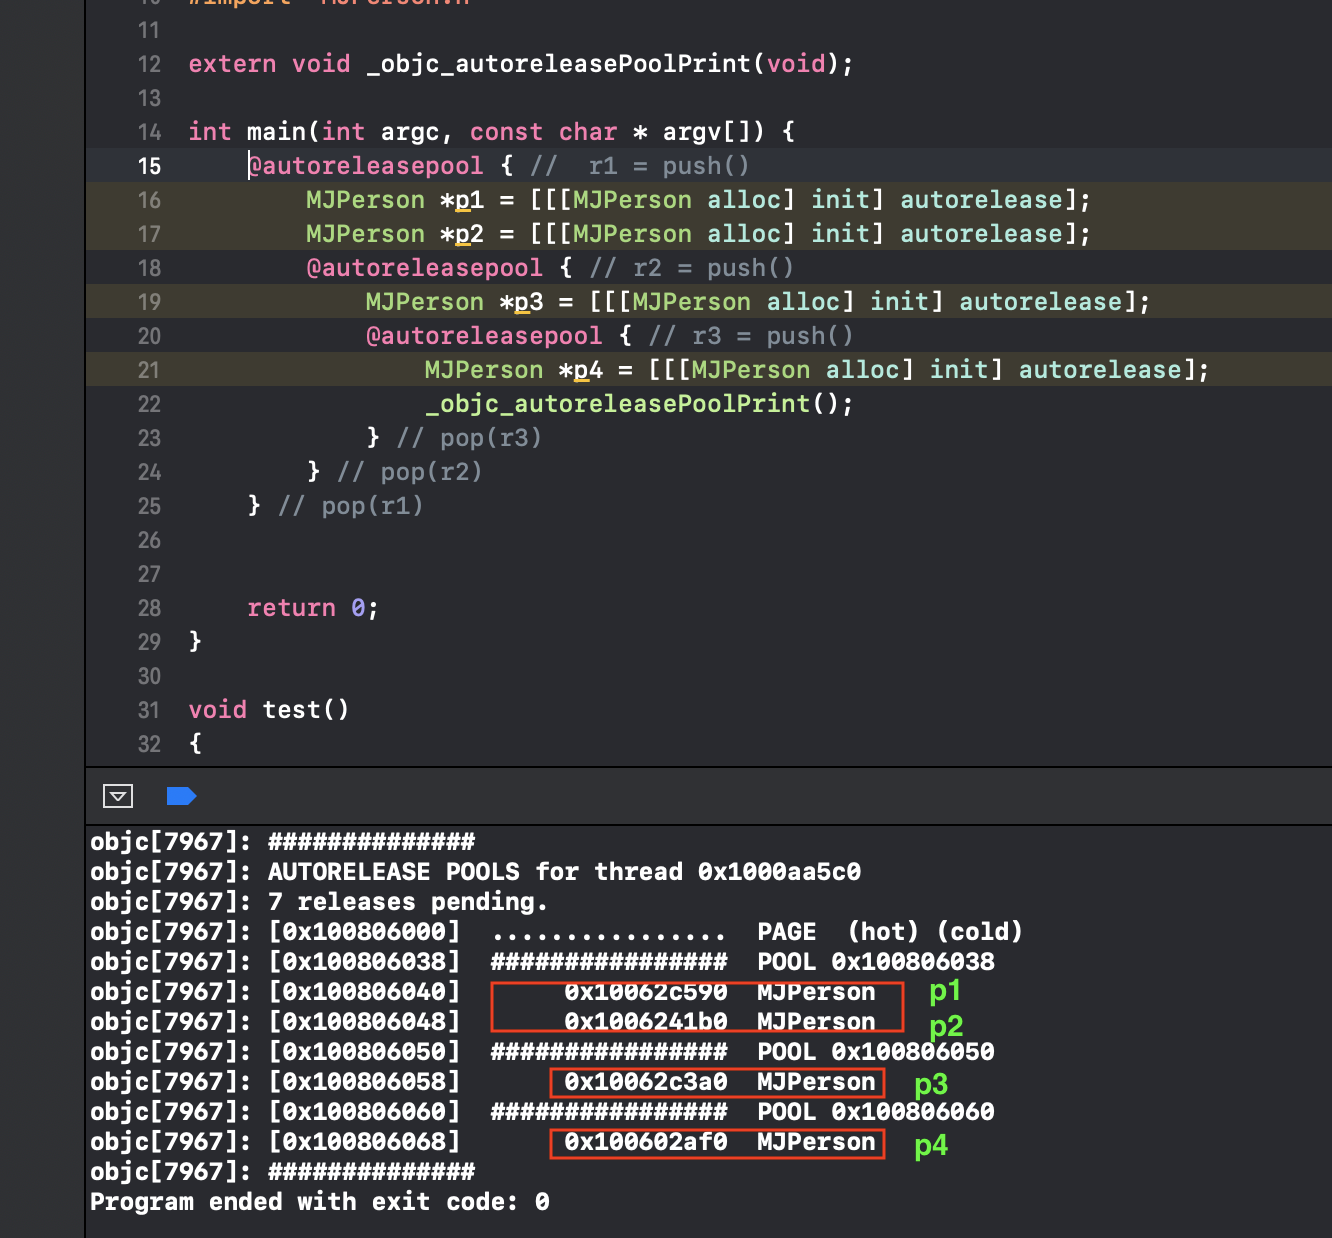 10 #import "MJPerson.h"
11
12 extern void _objc_autoreleasePoolPrint(void);
13
14 int main(int argc, const char * argv[]) {
15     @autoreleasepool { //  r1 = push()
16         MJPerson *p1 = [[[MJPerson alloc] init] autorelease];
17         MJPerson *p2 = [[[MJPerson alloc] init] autorelease];
18         @autoreleasepool { // r2 = push()
19             MJPerson *p3 = [[[MJPerson alloc] init] autorelease];
20             @autoreleasepool { // r3 = push()
21                 MJPerson *p4 = [[[MJPerson alloc] init] autorelease];
22                 _objc_autoreleasePoolPrint();
23             } // pop(r3)
24         } // pop(r2)
25     } // pop(r1)
26
27
28     return 0;
29 }
30
31 void test()
32 {
objc[7967]: ##############
objc[7967]: AUTORELEASE POOLS for thread 0x1000aa5c0
objc[7967]: 7 releases pending.
objc[7967]: [0x100806000]  ................  PAGE  (hot) (cold)
objc[7967]: [0x100806038]  ################  POOL 0x100806038
objc[7967]: [0x100806040]       0x10062c590  MJPerson p1
objc[7967]: [0x100806048]       0x1006241b0  MJPerson p2
objc[7967]: [0x100806050]  ################  POOL 0x100806050
objc[7967]: [0x100806058]       0x10062c3a0  MJPerson p3
objc[7967]: [0x100806060]  ################  POOL 0x100806060
objc[7967]: [0x100806068]       0x100602af0  MJPerson p4
objc[7967]: ##############
Program ended with exit code: 0